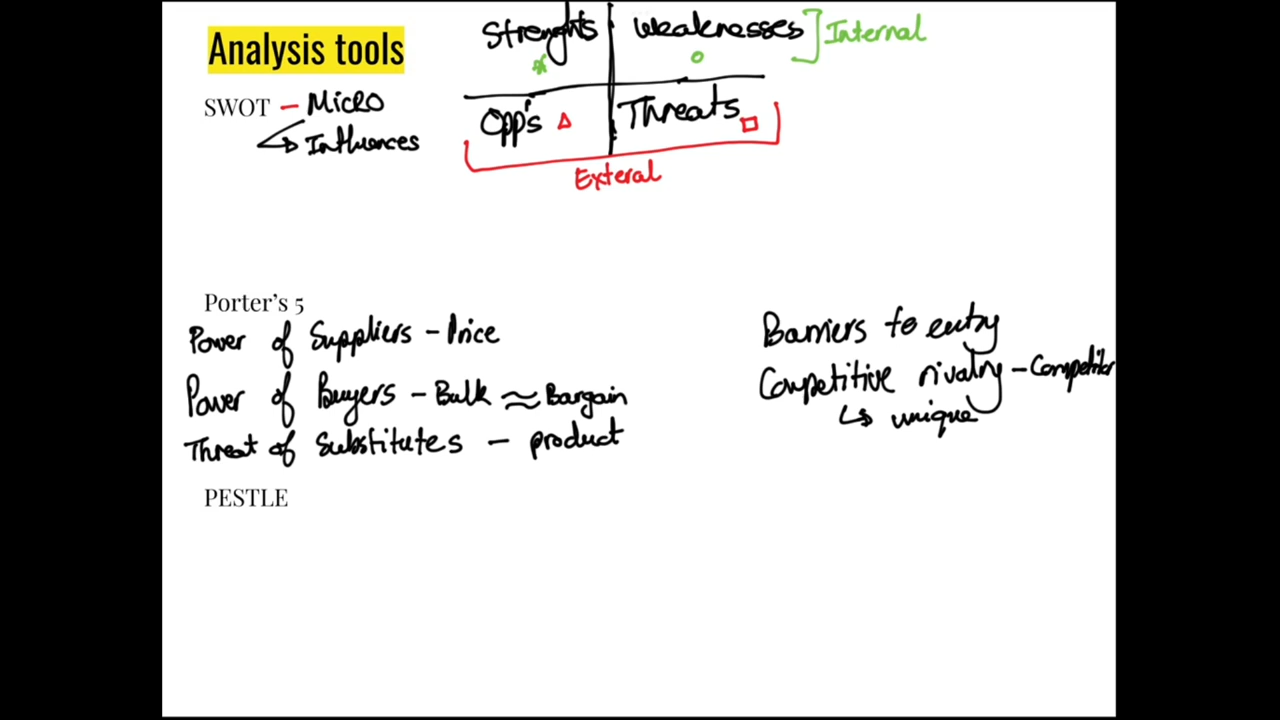 Analysis tools
Strenghts
Weaknesses
Internal
SWOT - Micro
↳ Influences
Opp's
Threats
Exteral
Porter's 5
Power of Suppliers - Price
Power of Buyers - Bulk ≈ Bargain
Threat of Substitutes - product
Barriers to entry
Competitive rivalry - Competitor
↳ unique
PESTLE